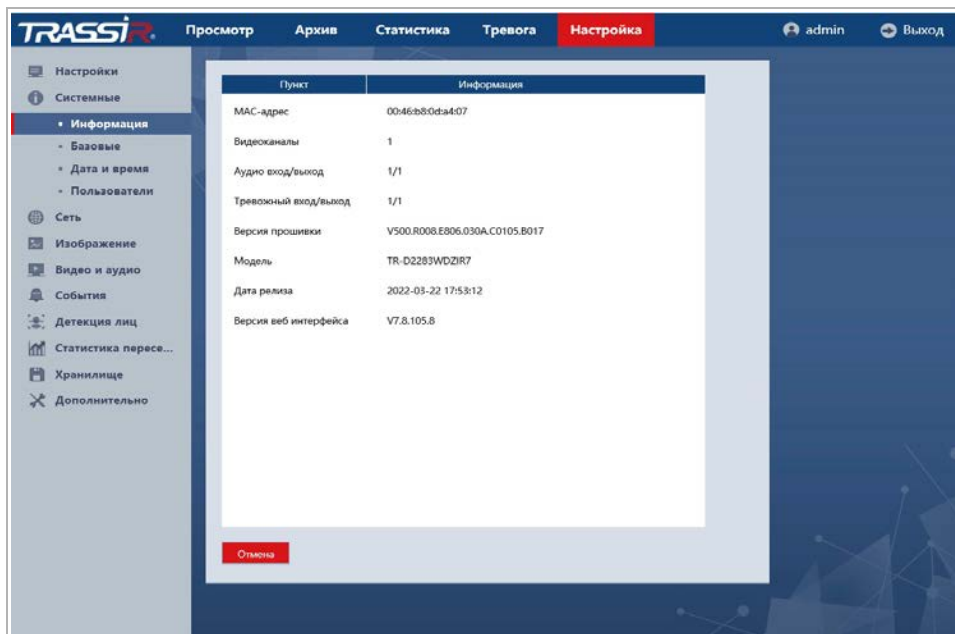 TRASSIR
Просмотр Архив Статистика Тревога Настройка admin Выход
Настройки
Системные
Информация
Базовые
Дата и время
Пользователи
Сеть
Изображение
Видео и аудио
События
Детекция лиц
Статистика пересе...
Хранилище
Дополнительно
Пункт Информация
MAC-адрес 00:46:b8:0d:a4:07
Видеоканалы 1
Аудио вход/выход 1/1
Тревожный вход/выход 1/1
Версия прошивки V500.R008.E806.030A.C0105.B017
Модель TR-D2283WDZIR7
Дата релиза 2022-03-22 17:53:12
Версия веб интерфейса V7.8.105.8
Отмена